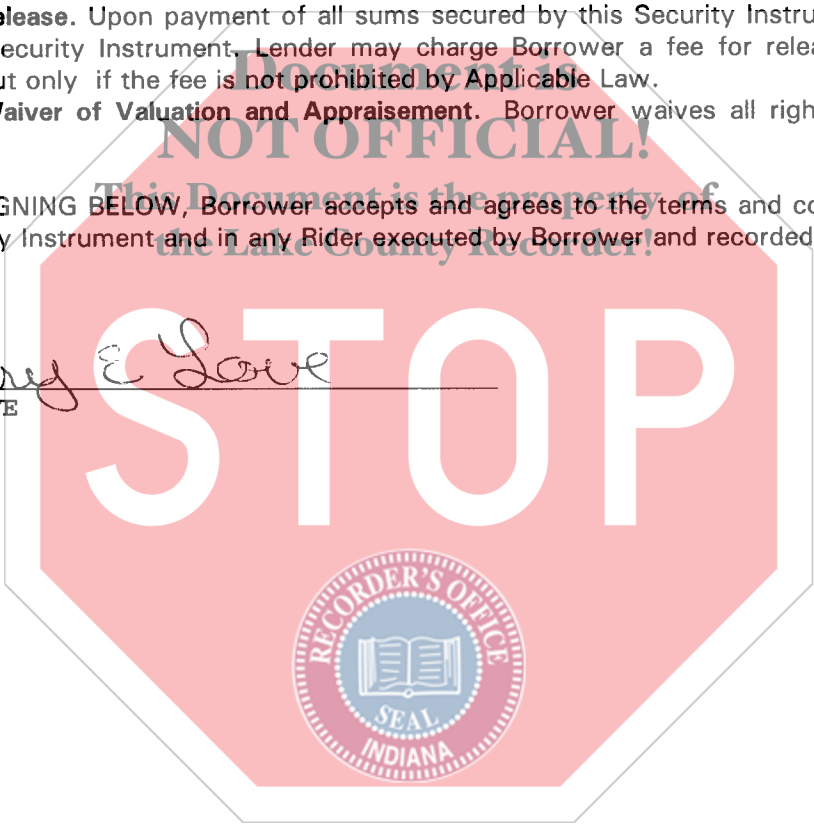 elease. Upon payment of all sums secured by this Security Instru
ecurity Instrument. Lender may charge Borrower a fee for relea
ut only if the fee is not prohibited by Applicable Law.
Vaiver of Valuation and Appraisement. Borrower waives all righ
Document is
NOT OFFICIAL!
This Document is the property of
the Lake County Recorder!
GNING BELOW, Borrower accepts and agrees to the terms and co
y Instrument and in any Rider executed by Borrower and recorded
ry E Love
VE
STOP
RECORDER'S OFFICE
SEAL
INDIANA